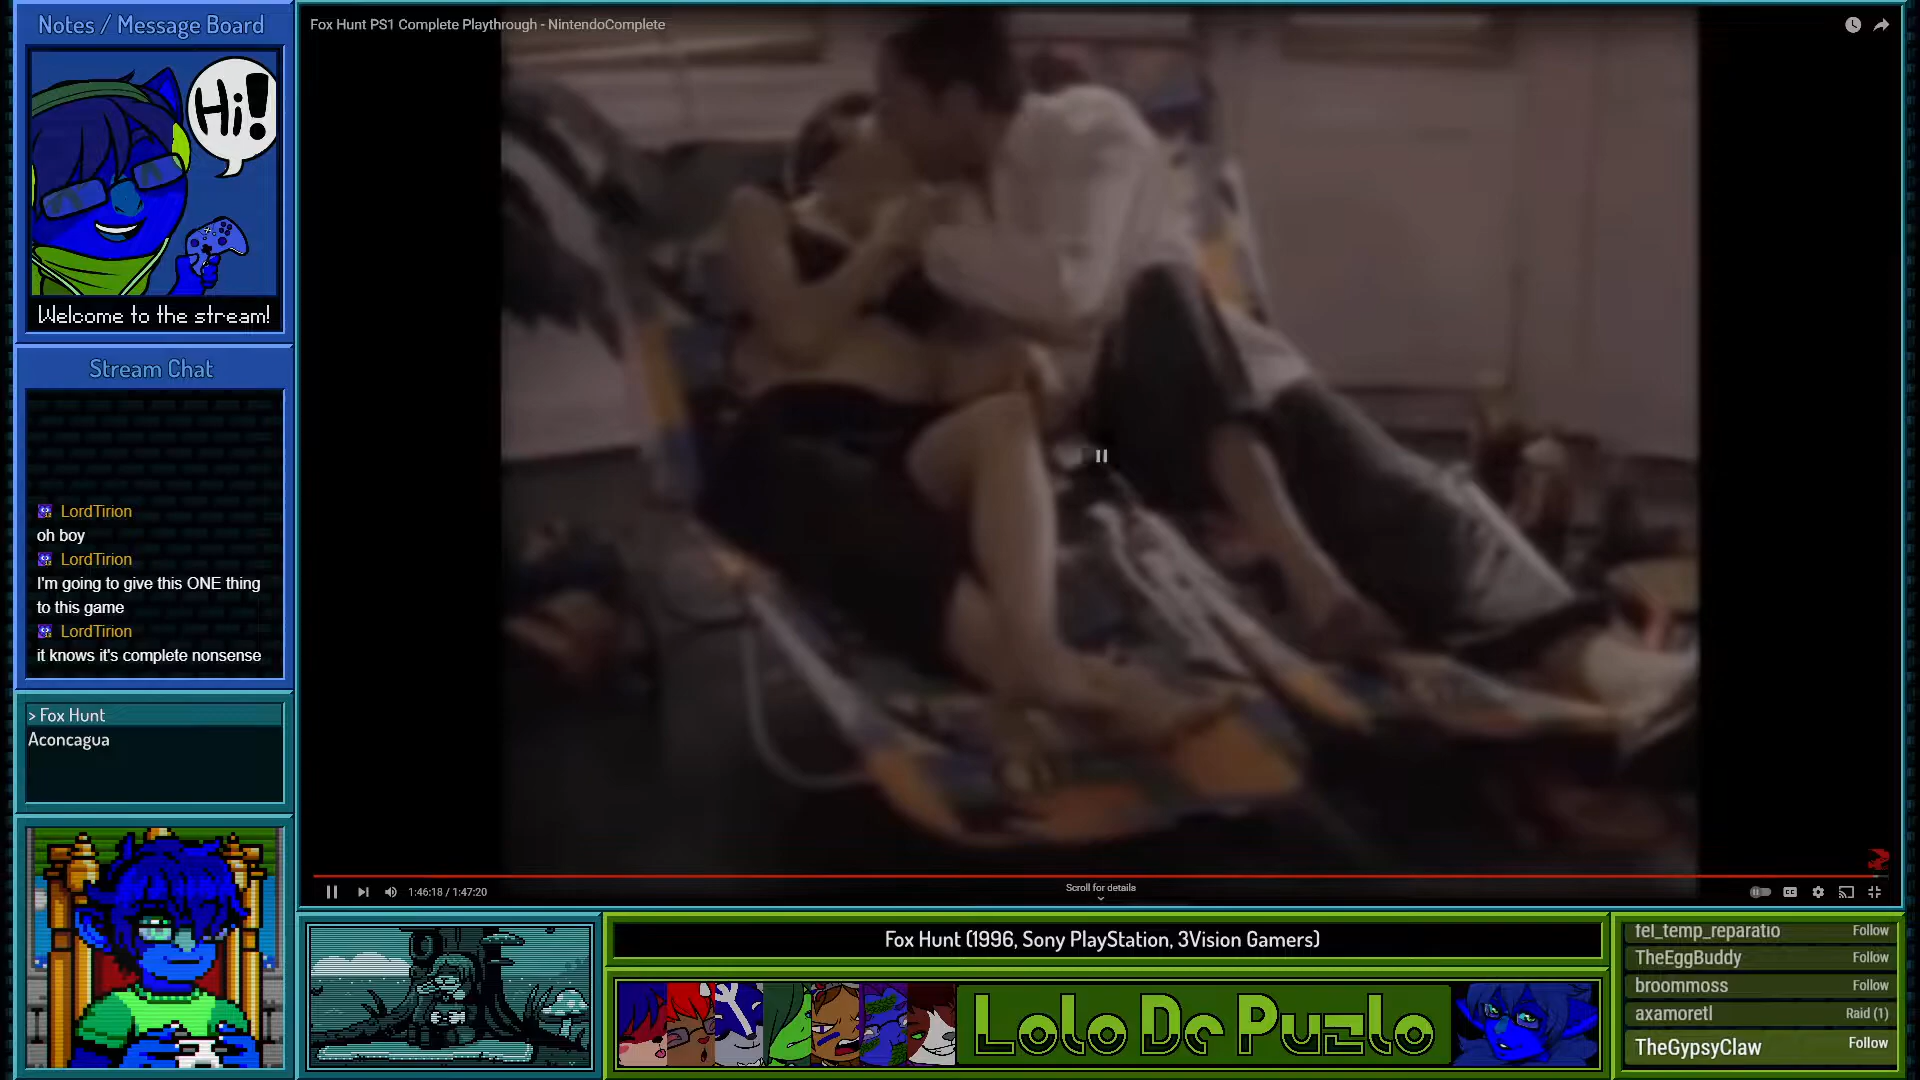 Notes / Message Board
Hi!
Welcome to the stream!
Stream Chat
LordTirion
oh boy
LordTirion
I'm going to give this ONE thing
to this game
LordTirion
it knows it's complete nonsense
> Fox Hunt
Aconcagua
Fox Hunt PS1 Complete Playthrough - NintendoComplete
1:46:18 / 1:47:20
Scroll for details
CC
Fox Hunt (1996, Sony PlayStation, 3Vision Gamers)
Lolo De Puzlo
fel_temp_reparatio Follow
TheEggBuddy Follow
broommoss Follow
axamoretl Raid (1)
TheGypsyClaw Follow